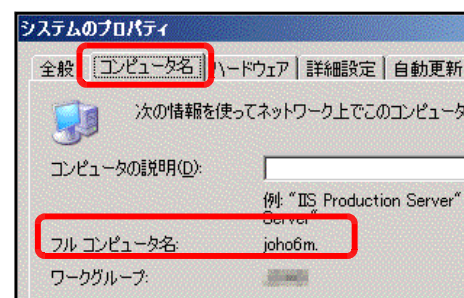 システムのプロパティ
全般 コンピュータ名 ハードウェア 詳細設定 自動更新
次の情報を使ってネットワーク上でこのコンピュータ
コンピュータの説明(D):
例: "IIS Production Server"
Server"
フル コンピュータ名: joho6m.
ワークグループ: